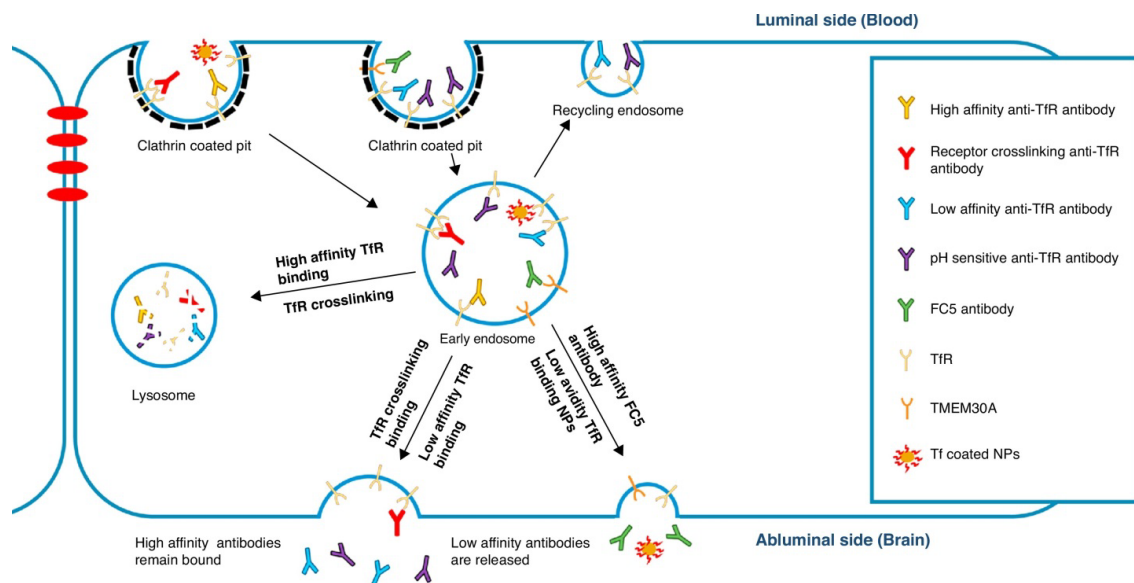 Luminal side (Blood)
Clathrin coated pit
Clathrin coated pit
Recycling endosome
High affinity TfR
binding
TfR crosslinking
Early endosome
Lysosome
TfR crosslinking
binding
Low affinity TfR
binding
High affinity FC5
antibody
Low avidity TfR
binding NPs
High affinity antibodies
remain bound
Low affinity antibodies
are released
Abluminal side (Brain)
High affinity anti-TfR antibody
Receptor crosslinking anti-TfR
antibody
Low affinity anti-TfR antibody
pH sensitive anti-TfR antibody
FC5 antibody
TfR
TMEM30A
Tf coated NPs